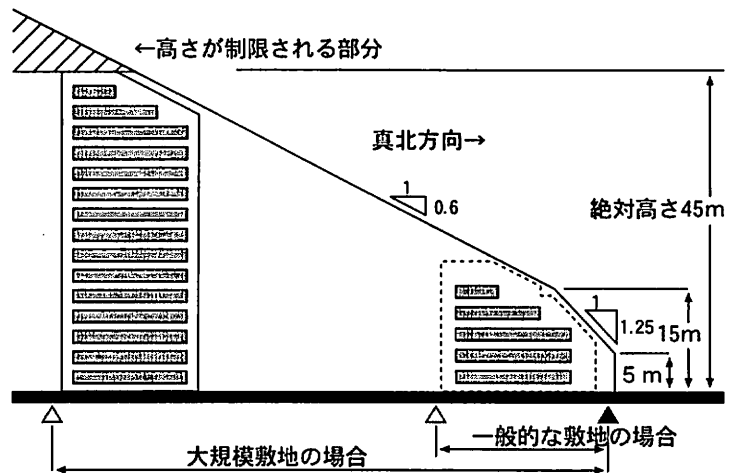 ←高さが制限される部分
真北方向→
1
0.6
絶対高さ45m
1
1.25
15m
5m
一般的な敷地の場合
大規模敷地の場合